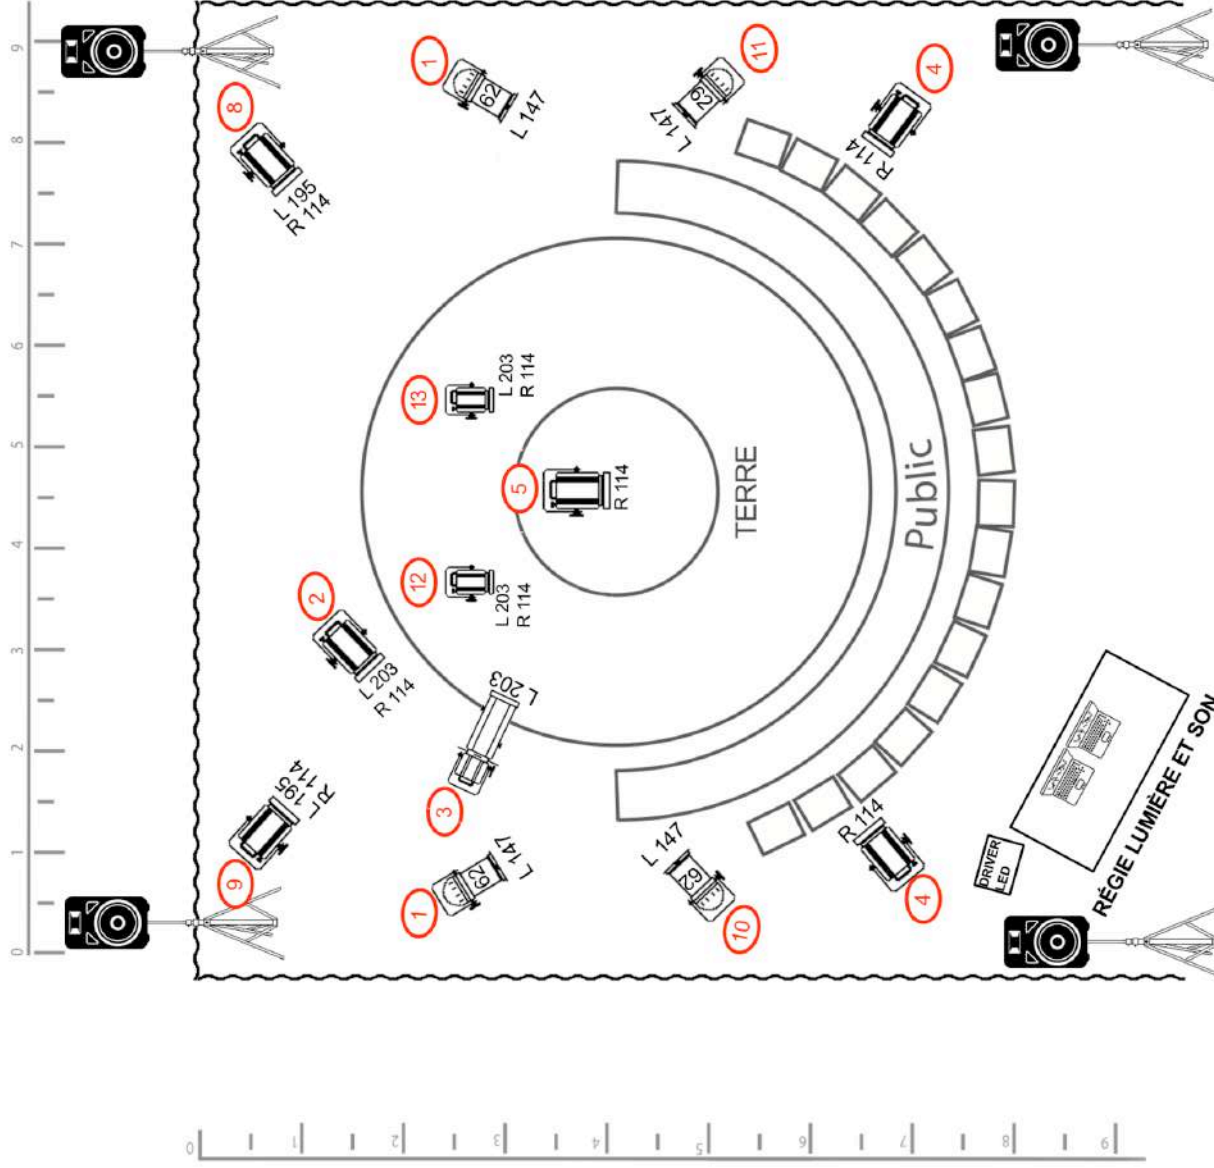 0 1 2 3 4 5 6 7 8 9
8
L 195
R 114
1
62
L 147
11
62
L 147
4
R 114
13
L 203
R 114
5
R 114
12
L 203
R 114
2
L 203
R 114
3
L 203
9
L 195
R 114
1
62
L 147
10
62
L 147
4
R 114
TERRE
Public
DRIVER
LED
RÉGIE LUMIÈRE ET SON
0 1 2 3 4 5 6 7 8 9